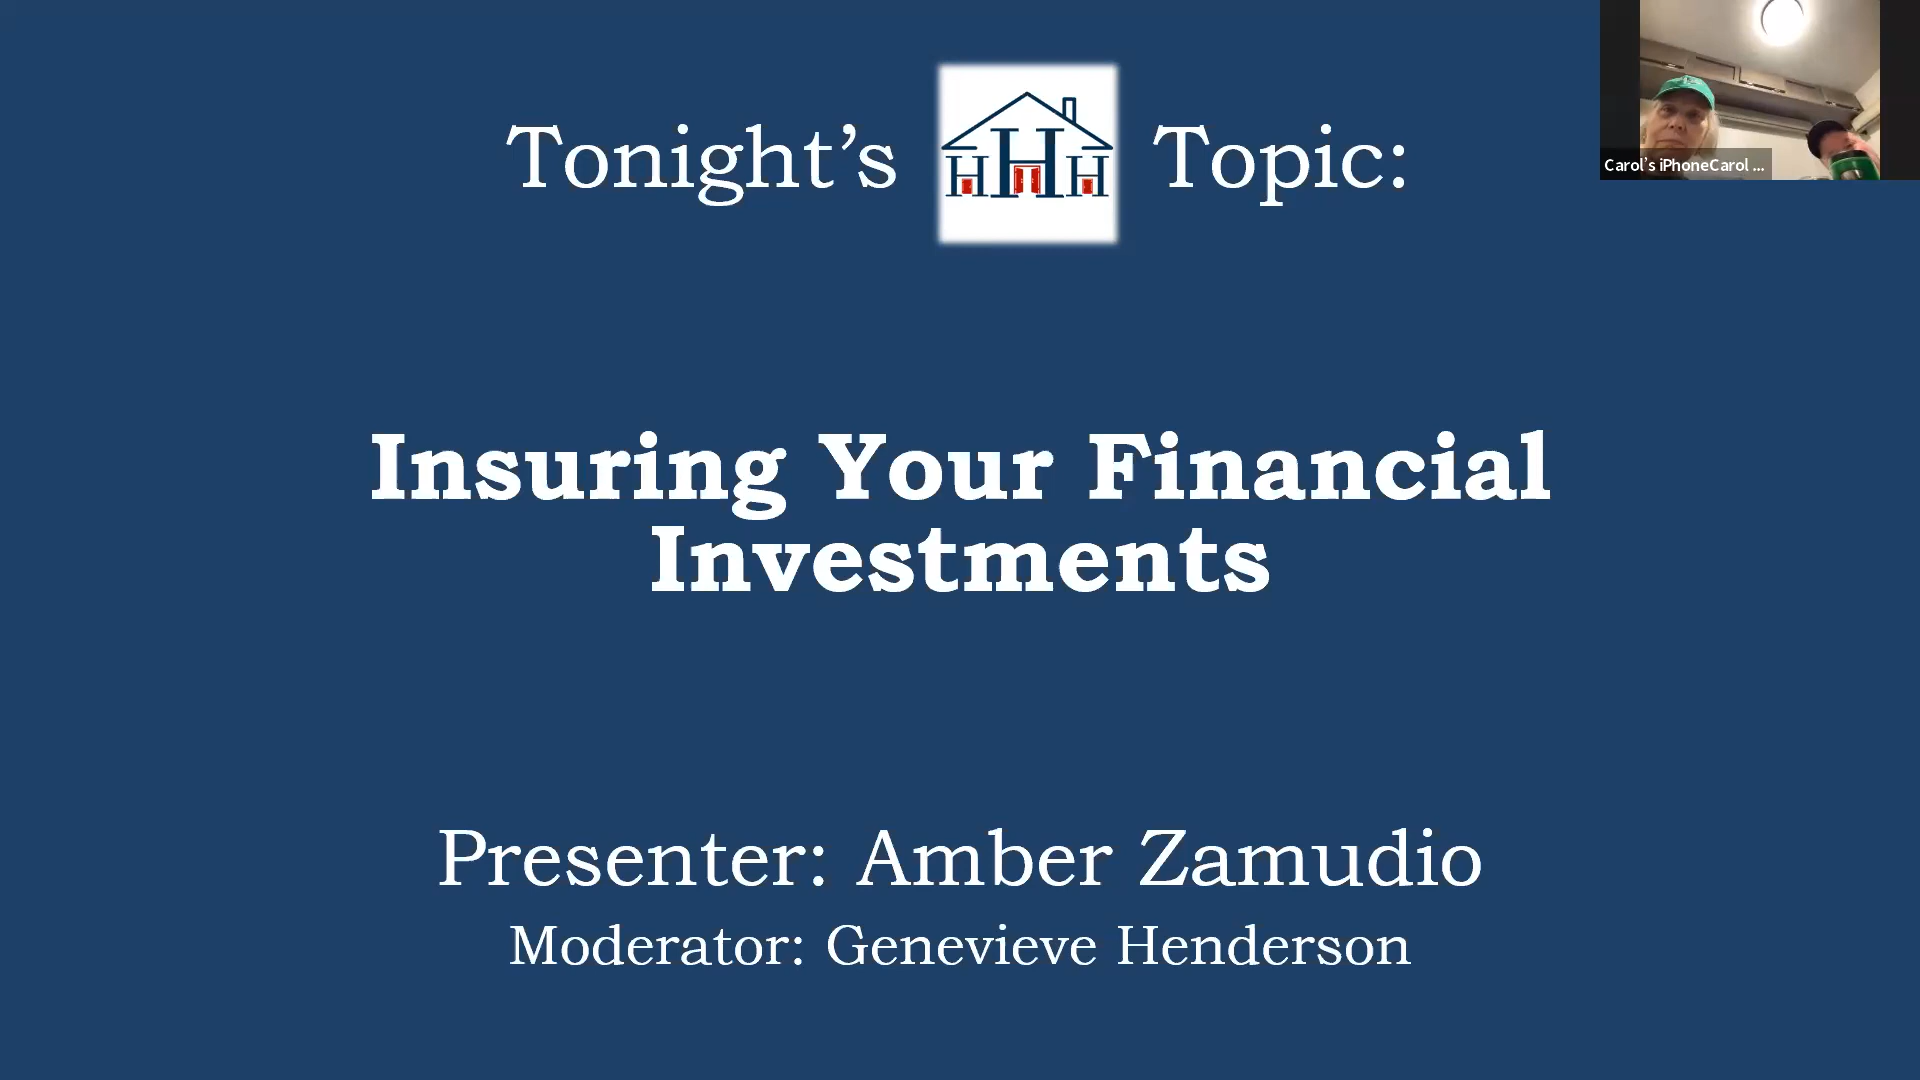 Tonight's
H
H
H
Topic:
Carol's iPhoneCarol ...
Insuring Your Financial
Investments
Presenter: Amber Zamudio
Moderator: Genevieve Henderson